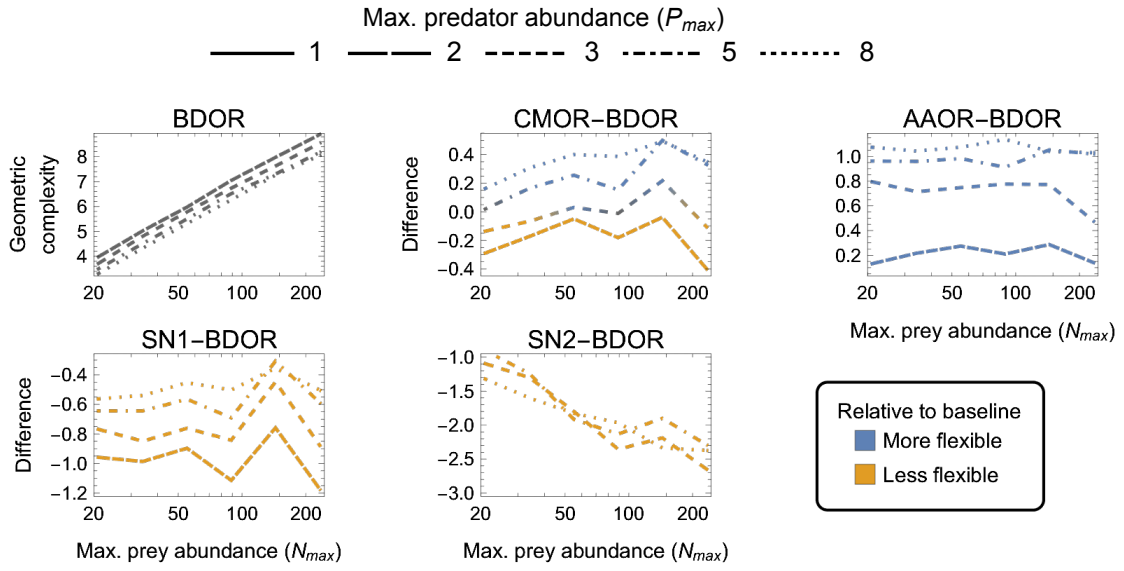 Max. predator abundance (Pmax)
1 2 3 5 8
BDOR
CMOR−BDOR
AAOR−BDOR
Geometric
complexity
8
7
6
5
4
20 50 100 200
Difference
0.4
0.2
0.0
−0.2
−0.4
20 50 100 200
1.0
0.8
0.6
0.4
0.2
20 50 100 200
Max. prey abundance (Nmax)
SN1−BDOR
SN2−BDOR
Difference
−0.4
−0.6
−0.8
−1.0
−1.2
20 50 100 200
Max. prey abundance (Nmax)
−1.0
−1.5
−2.0
−2.5
−3.0
20 50 100 200
Max. prey abundance (Nmax)
Relative to baseline
More flexible
Less flexible